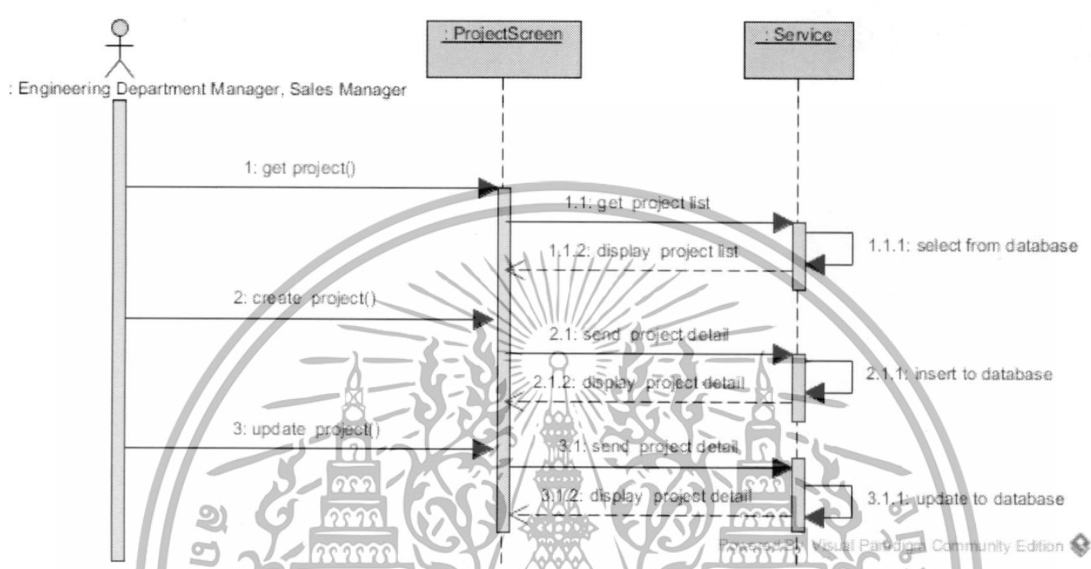 : ProjectScreen
: Service
: Engineering Department Manager, Sales Manager
1: get project()
1.1: get project list
1.1.1: select from database
1.1.2: display project list
2: create project()
2.1: send project detail
2.1.1: insert to database
2.1.2: display project detail
3: update project()
3.1: send project detail
3.1.1: update to database
3.1.2: display project detail
Powered By Visual Paradigm Community Edition